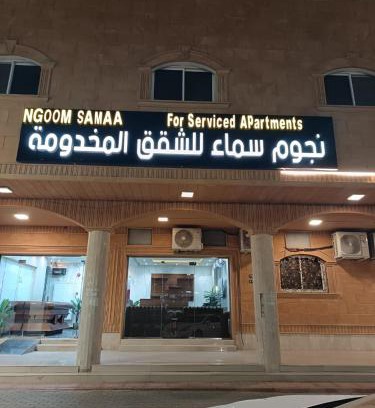 NGOOM SAMAA For Serviced APartments
نجوم سماء للشقق المخدومة